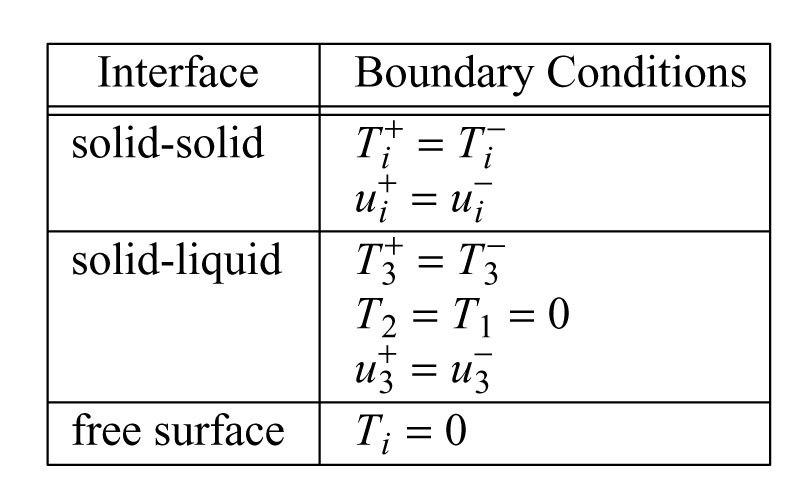 Interface Boundary Conditions
solid-solid T_i^+ = T_i^-
u_i^+ = u_i^-
solid-liquid T_3^+ = T_3^-
T_2 = T_1 = 0
u_3^+ = u_3^-
free surface T_i = 0